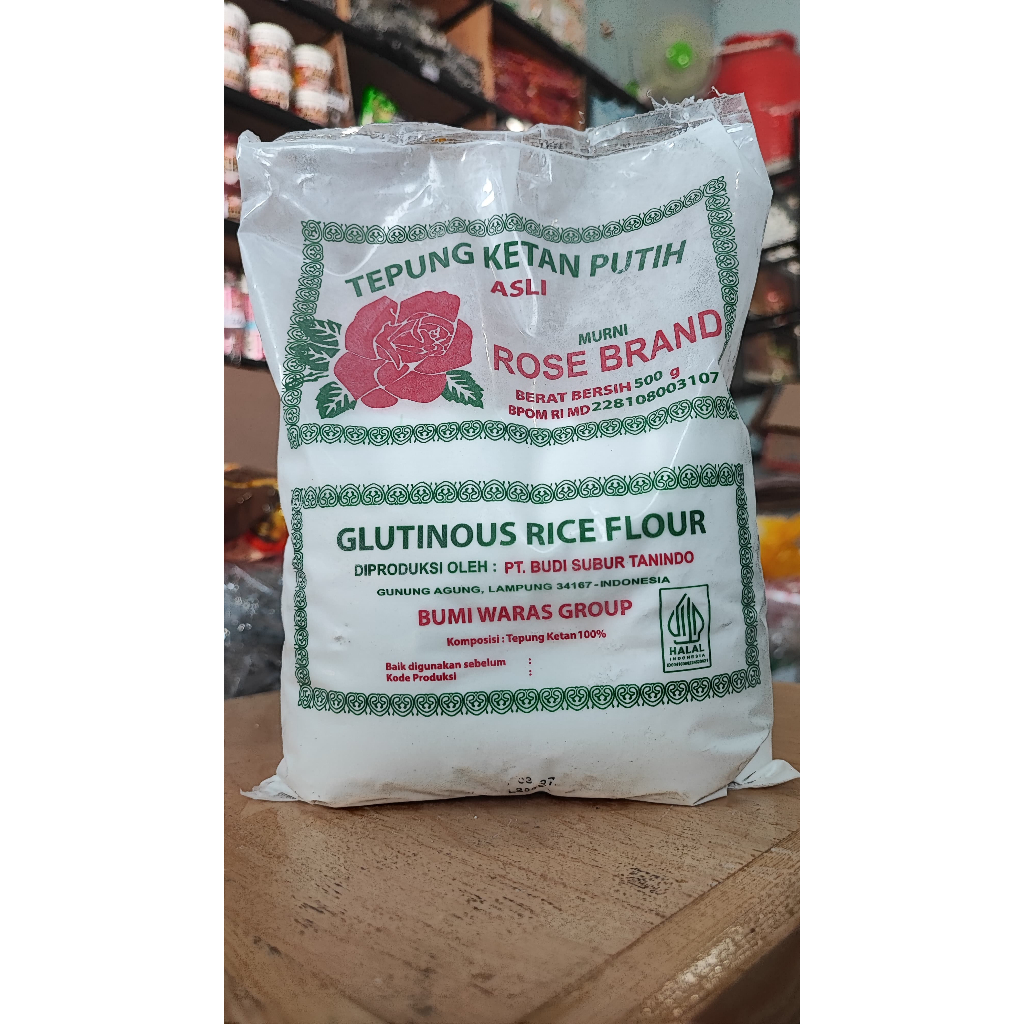 TEPUNG KETAN PUTIH
ASLI
MURNI
ROSE BRAND
BERAT BERSIH 500 g
BPOM RI MD 228108003107
GLUTINOUS RICE FLOUR
DIPRODUKSI OLEH : PT. BUDI SUBUR TANINDO
GUNUNG AGUNG, LAMPUNG 34167 - INDONESIA
BUMI WARAS GROUP
Komposisi : Tepung Ketan 100%
HALAL
INDONESIA
Baik digunakan sebelum :
Kode Produksi :